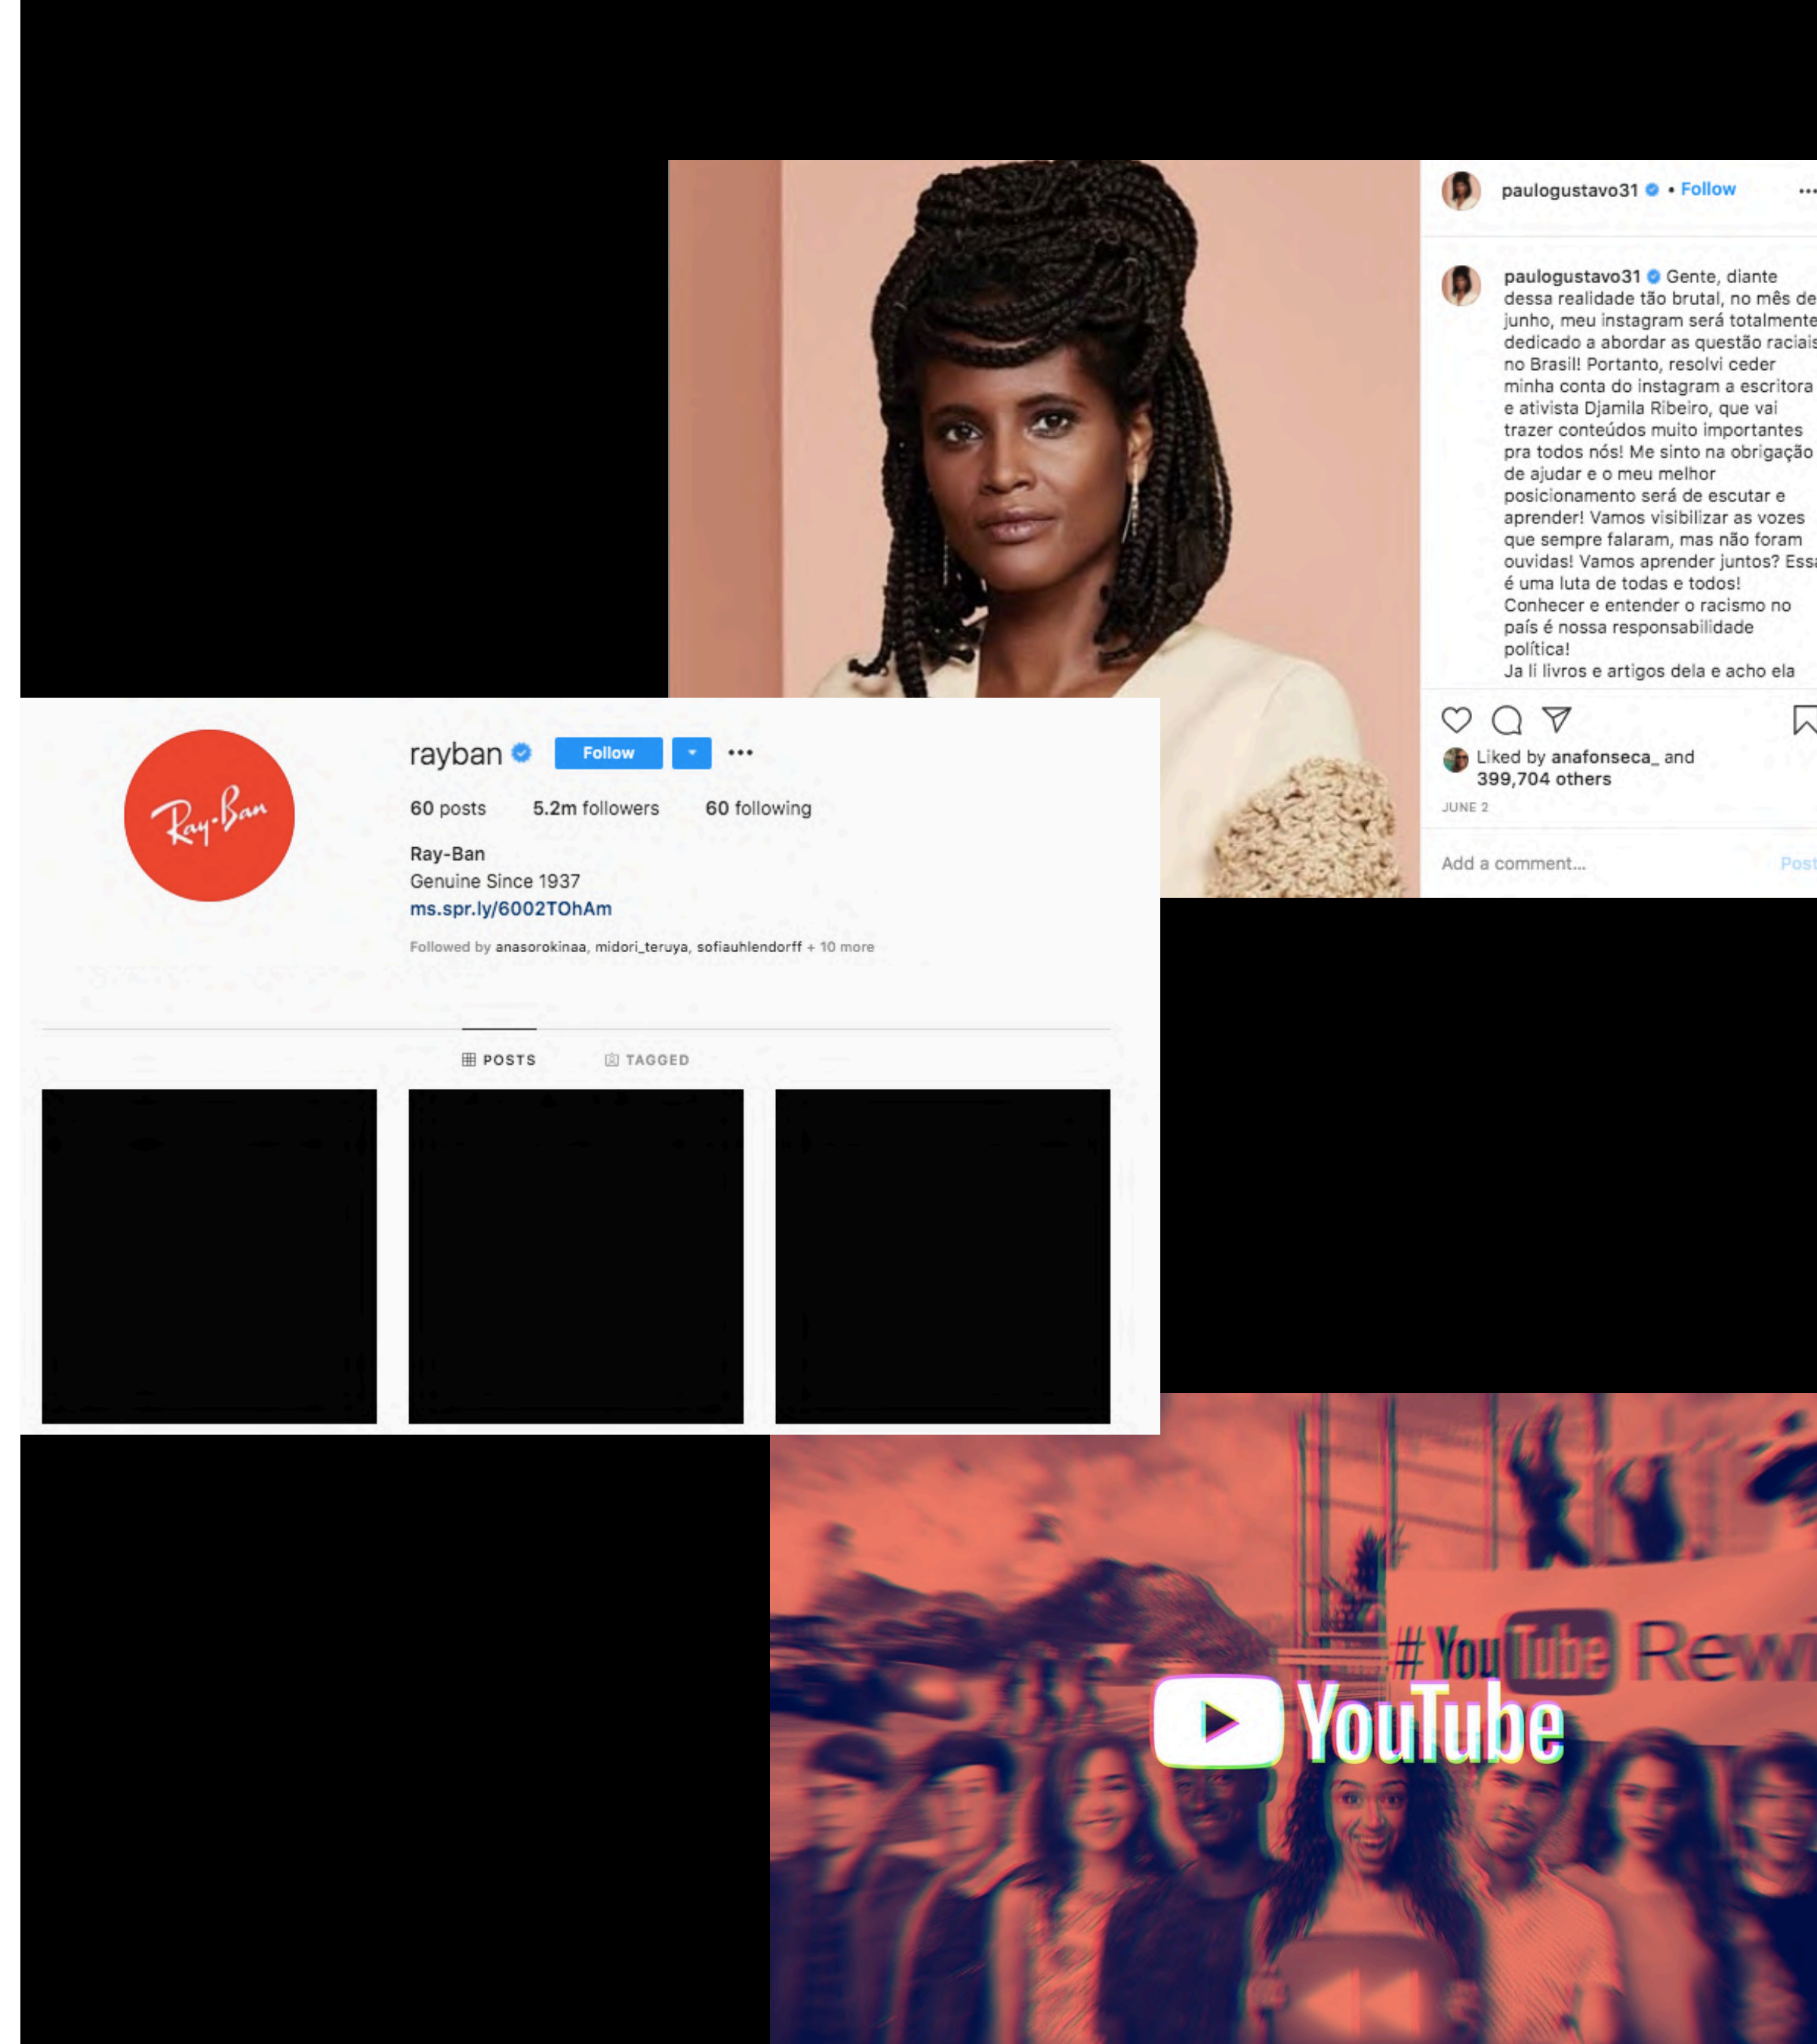 paulogustavo31 • Follow
paulogustavo31 Gente, diante
dessa realidade tão brutal, no mês de
junho, meu instagram será totalmente
dedicado a abordar as questão raciais
no Brasil! Portanto, resolvi ceder
minha conta do instagram a escritora
e ativista Djamila Ribeiro, que vai
trazer conteúdos muito importantes
pra todos nós! Me sinto na obrigação
de ajudar e o meu melhor
posicionamento será de escutar e
aprender! Vamos visibilizar as vozes
que sempre falaram, mas não foram
ouvidas! Vamos aprender juntos? Essa
é uma luta de todas e todos!
Conhecer e entender o racismo no
país é nossa responsabilidade
política!
Ja li livros e artigos dela e acho ela
Liked by anafonseca_ and
399,704 others
JUNE 2
Add a comment...
Post
Ray-Ban
rayban Follow
60 posts 5.2m followers 60 following
Ray-Ban
Genuine Since 1937
ms.spr.ly/6002TOhAm
Followed by anasorokinaa, midori_teruya, sofiauhlendorff + 10 more
POSTS TAGGED
#YouTube Rewi
YouTube